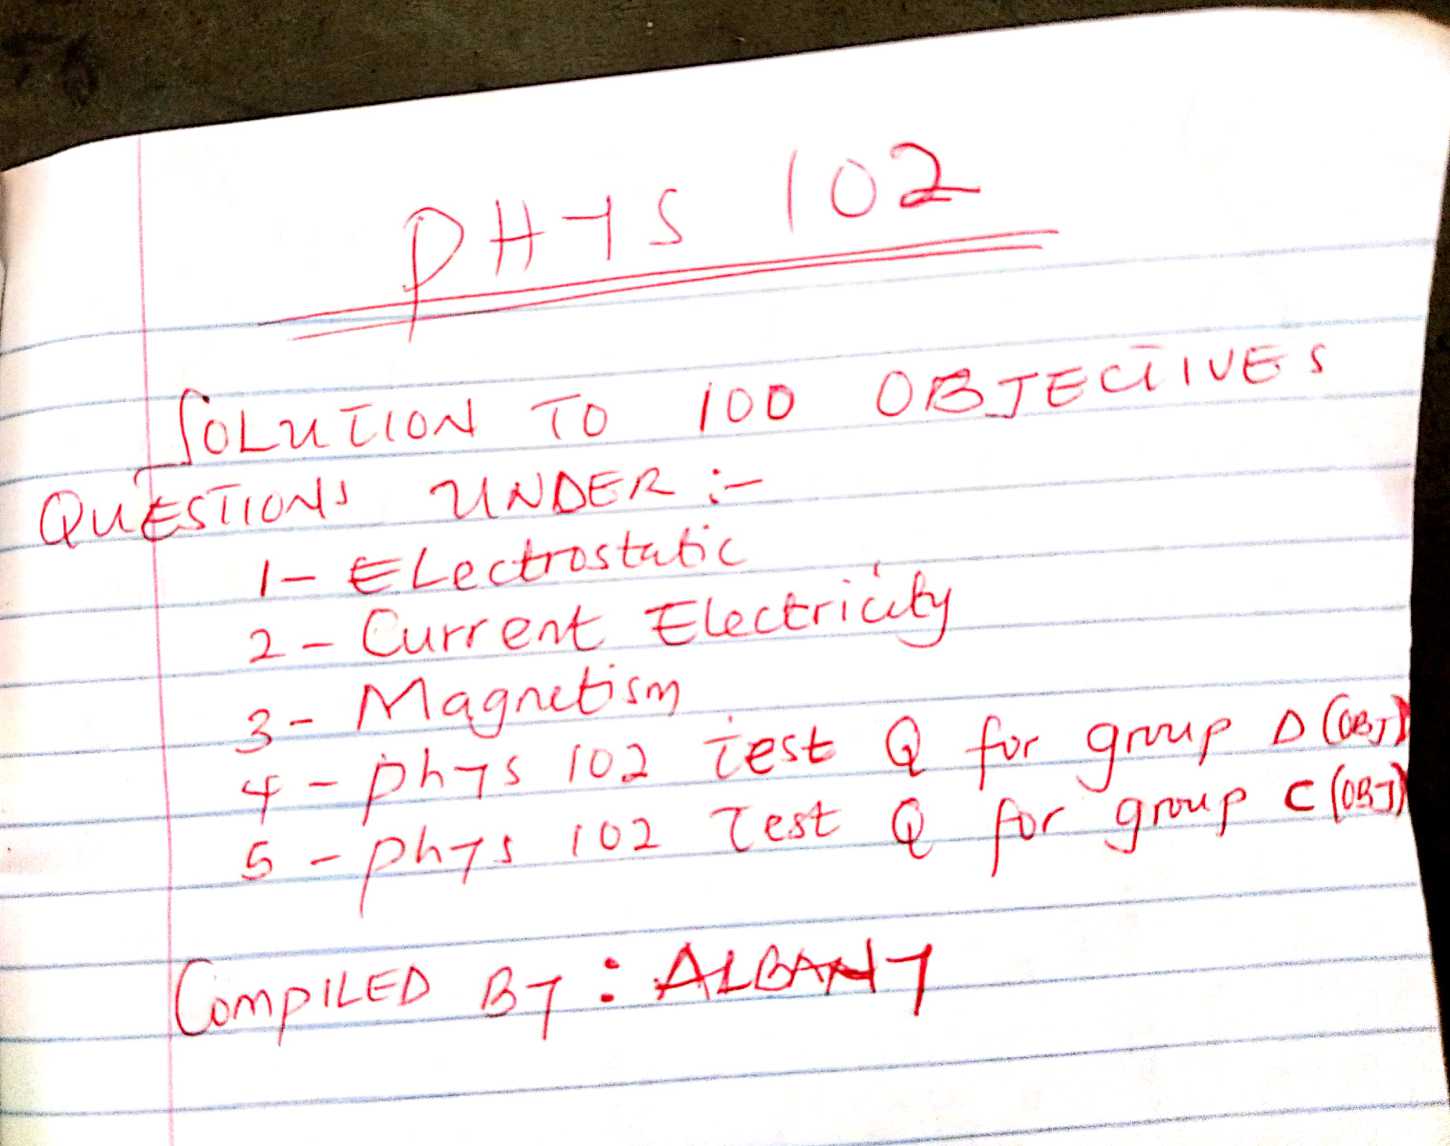 PHYS 102
SOLUTION TO 100 OBJECTIVES
QUESTIONS UNDER :-
1- Electrostatic
2 - Current Electricity
3 - Magnetism
4 - phys 102 Test Q for group D (OBJ)
5 - phys 102 Test Q for group C (OBJ)
COMPILED BY : ALBANY